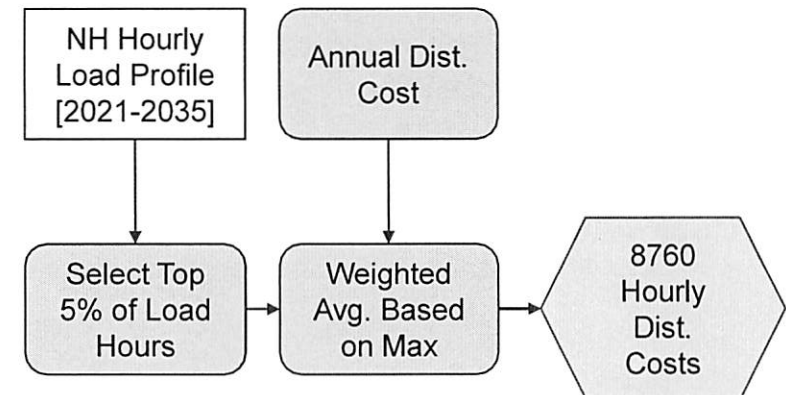 NH Hourly
Load Profile
[2021-2035]
Annual Dist.
Cost
Select Top
5% of Load
Hours
Weighted
Avg. Based
on Max
8760
Hourly
Dist.
Costs